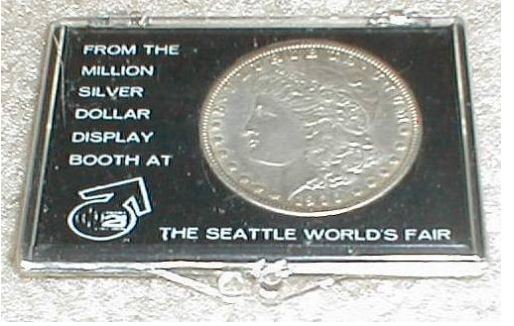 FROM THE
MILLION
SILVER
DOLLAR
DISPLAY
BOOTH AT
THE SEATTLE WORLD'S FAIR